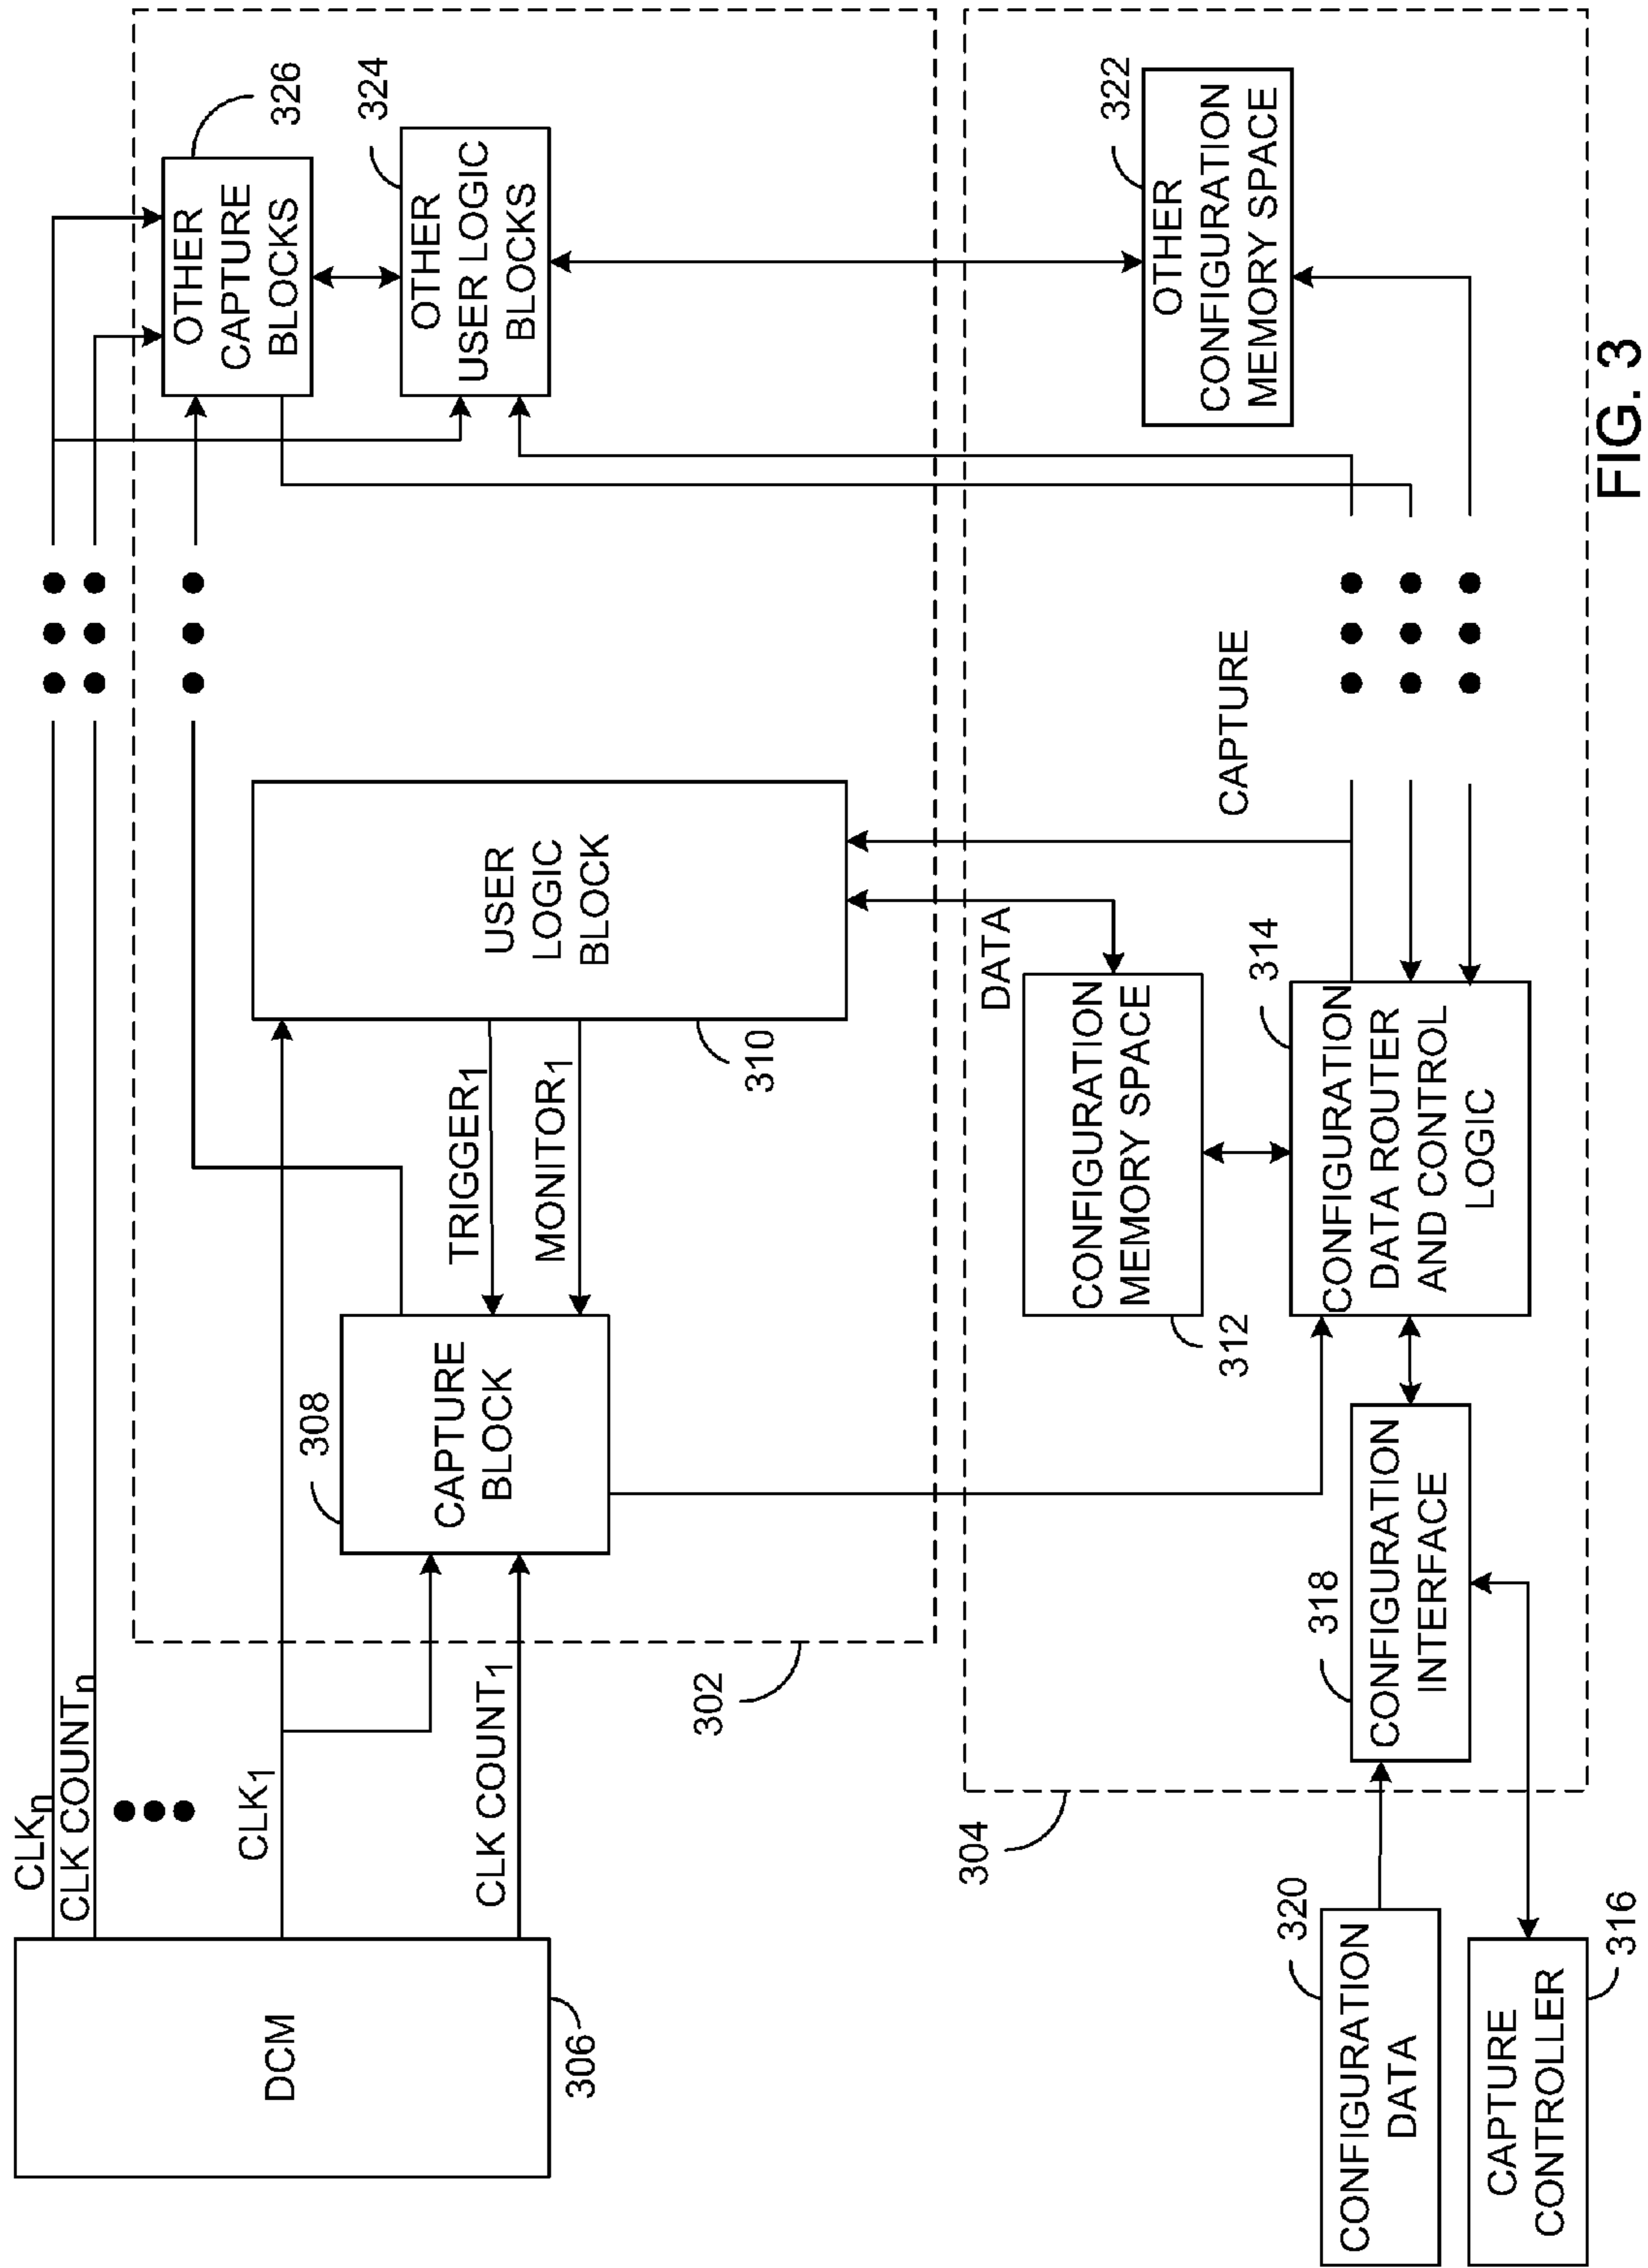 CLKn
CLK COUNTn
CLK1
CLK COUNT1
DCM
306
308
CAPTURE
BLOCK
TRIGGER1
MONITOR1
USER
LOGIC
BLOCK
310
326
OTHER
CAPTURE
BLOCKS
324
OTHER
USER LOGIC
BLOCKS
302
304
DATA
CONFIGURATION
MEMORY SPACE
312
CAPTURE
314
CONFIGURATION
DATA ROUTER
AND CONTROL
LOGIC
322
OTHER
CONFIGURATION
MEMORY SPACE
318
CONFIGURATION
INTERFACE
320
CONFIGURATION
DATA
CAPTURE
CONTROLLER
316
FIG. 3